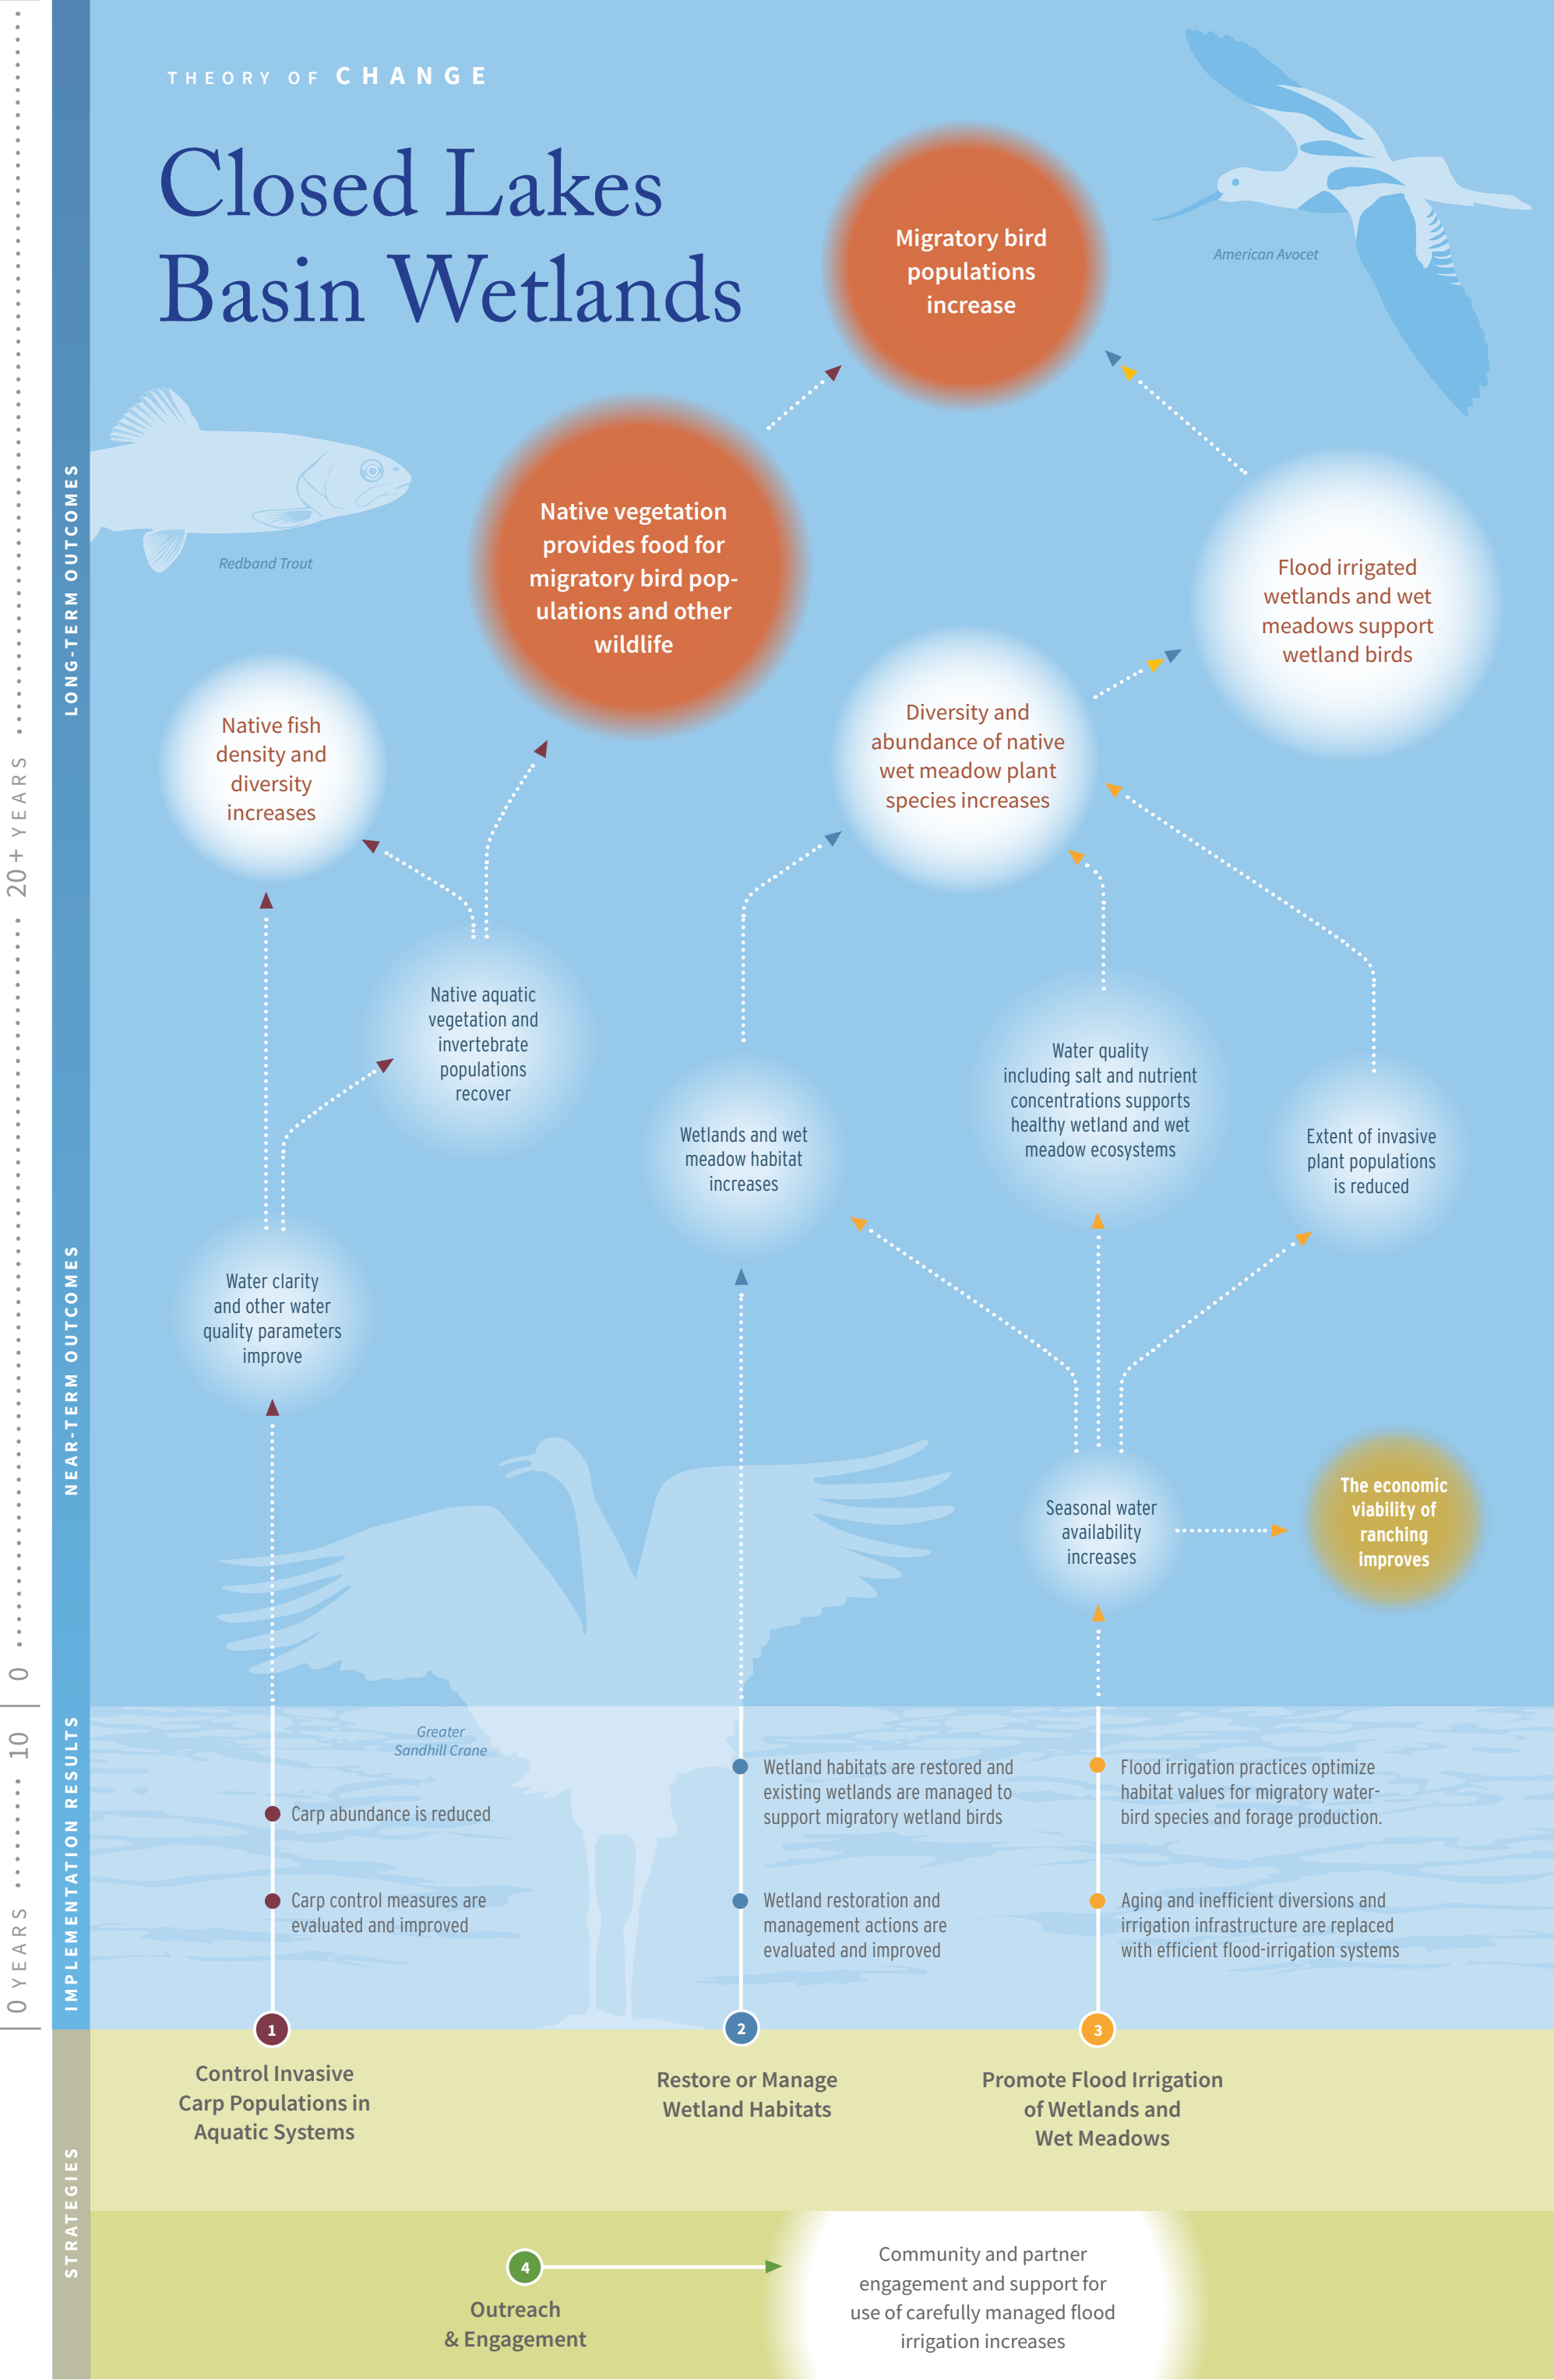 THEORY OF CHANGE
Closed Lakes
Basin Wetlands
American Avocet
Migratory bird
populations
increase
Redband Trout
Native vegetation
provides food for
migratory bird pop-
ulations and other
wildlife
Flood irrigated
wetlands and wet
meadows support
wetland birds
Native fish
density and
diversity
increases
Diversity and
abundance of native
wet meadow plant
species increases
Native aquatic
vegetation and
invertebrate
populations
recover
Wetlands and wet
meadow habitat
increases
Water quality
including salt and nutrient
concentrations supports
healthy wetland and wet
meadow ecosystems
Extent of invasive
plant populations
is reduced
Water clarity
and other water
quality parameters
improve
Seasonal water
availability
increases
The economic
viability of
ranching
improves
Greater
Sandhill Crane
Carp abundance is reduced
Carp control measures are
evaluated and improved
Wetland habitats are restored and
existing wetlands are managed to
support migratory wetland birds
Wetland restoration and
management actions are
evaluated and improved
Flood irrigation practices optimize
habitat values for migratory water-
bird species and forage production.
Aging and inefficient diversions and
irrigation infrastructure are replaced
with efficient flood-irrigation systems
1
Control Invasive
Carp Populations in
Aquatic Systems
2
Restore or Manage
Wetland Habitats
3
Promote Flood Irrigation
of Wetlands and
Wet Meadows
4
Outreach
& Engagement
Community and partner
engagement and support for
use of carefully managed flood
irrigation increases
LONG-TERM OUTCOMES
NEAR-TERM OUTCOMES
IMPLEMENTATION RESULTS
STRATEGIES
20+ YEARS
0
10
0 YEARS